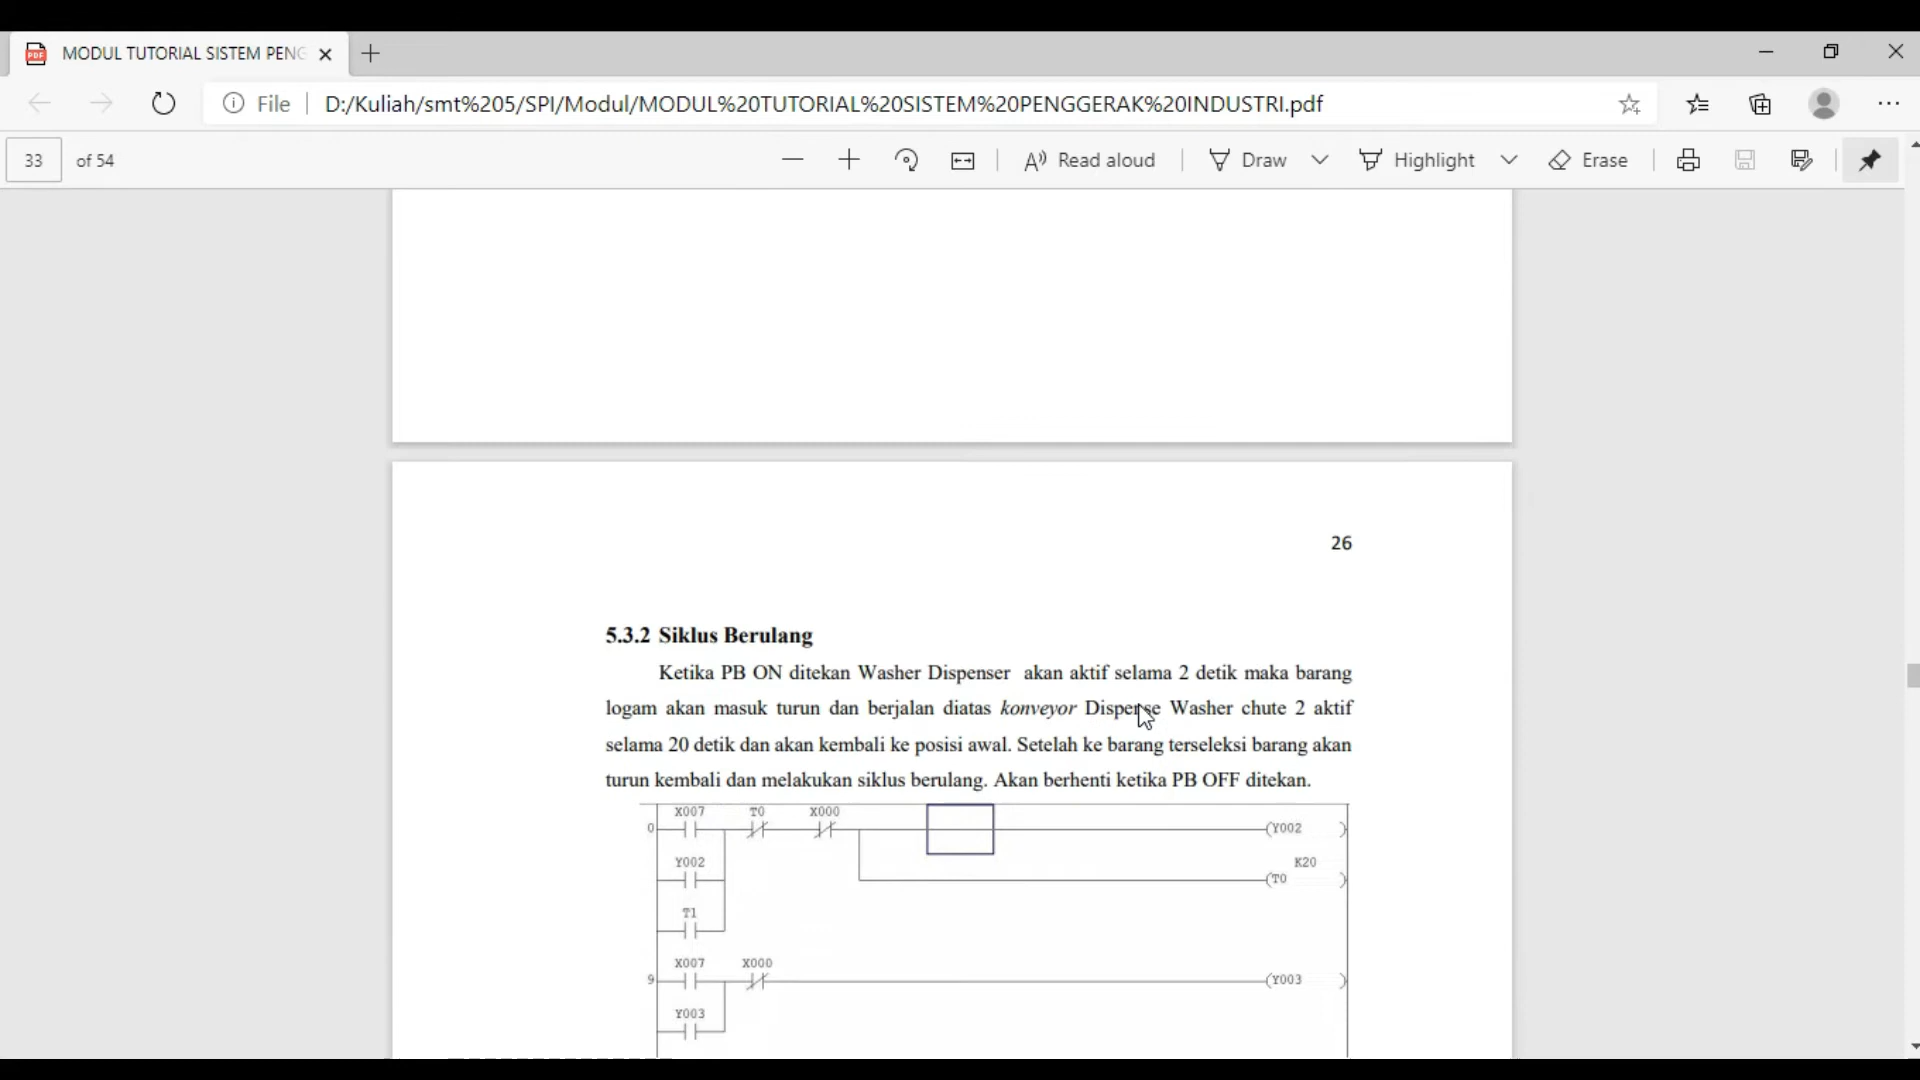 MODUL TUTORIAL SISTEM PENG
File
D:/Kuliah/smt%205/SPI/Modul/MODUL%20TUTORIAL%20SISTEM%20PENGGERAK%20INDUSTRI.pdf
33 of 54
Read aloud
Draw
Highlight
Erase
26
5.3.2 Siklus Berulang
Ketika PB ON ditekan Washer Dispenser akan aktif selama 2 detik maka barang
logam akan masuk turun dan berjalan diatas konveyor Dispense Washer chute 2 aktif
selama 20 detik dan akan kembali ke posisi awal. Setelah ke barang terseleksi barang akan
turun kembali dan melakukan siklus berulang. Akan berhenti ketika PB OFF ditekan.
X007 T0 X000
0 (Y002 )
Y002 K20
(T0 )
T1
X007 X000
9 (Y003 )
Y003